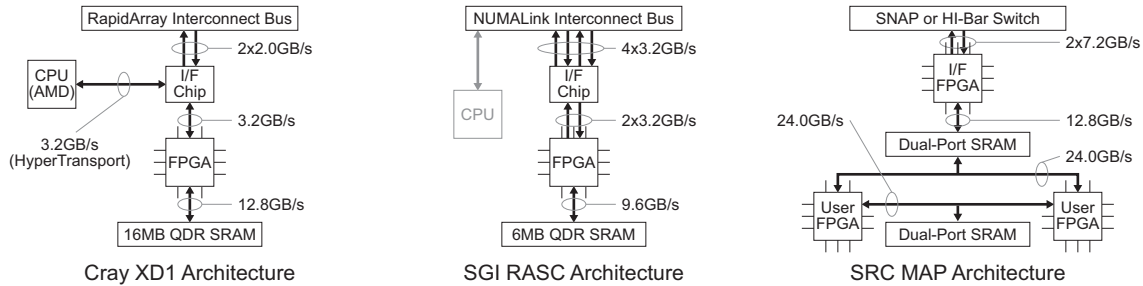 RapidArray Interconnect Bus
2x2.0GB/s
CPU
(AMD)
I/F
Chip
3.2GB/s
(HyperTransport)
3.2GB/s
FPGA
12.8GB/s
16MB QDR SRAM
Cray XD1 Architecture
NUMALink Interconnect Bus
4x3.2GB/s
I/F
Chip
CPU
2x3.2GB/s
FPGA
9.6GB/s
6MB QDR SRAM
SGI RASC Architecture
SNAP or HI-Bar Switch
2x7.2GB/s
I/F
FPGA
12.8GB/s
24.0GB/s
Dual-Port SRAM
24.0GB/s
User
FPGA
User
FPGA
Dual-Port SRAM
SRC MAP Architecture